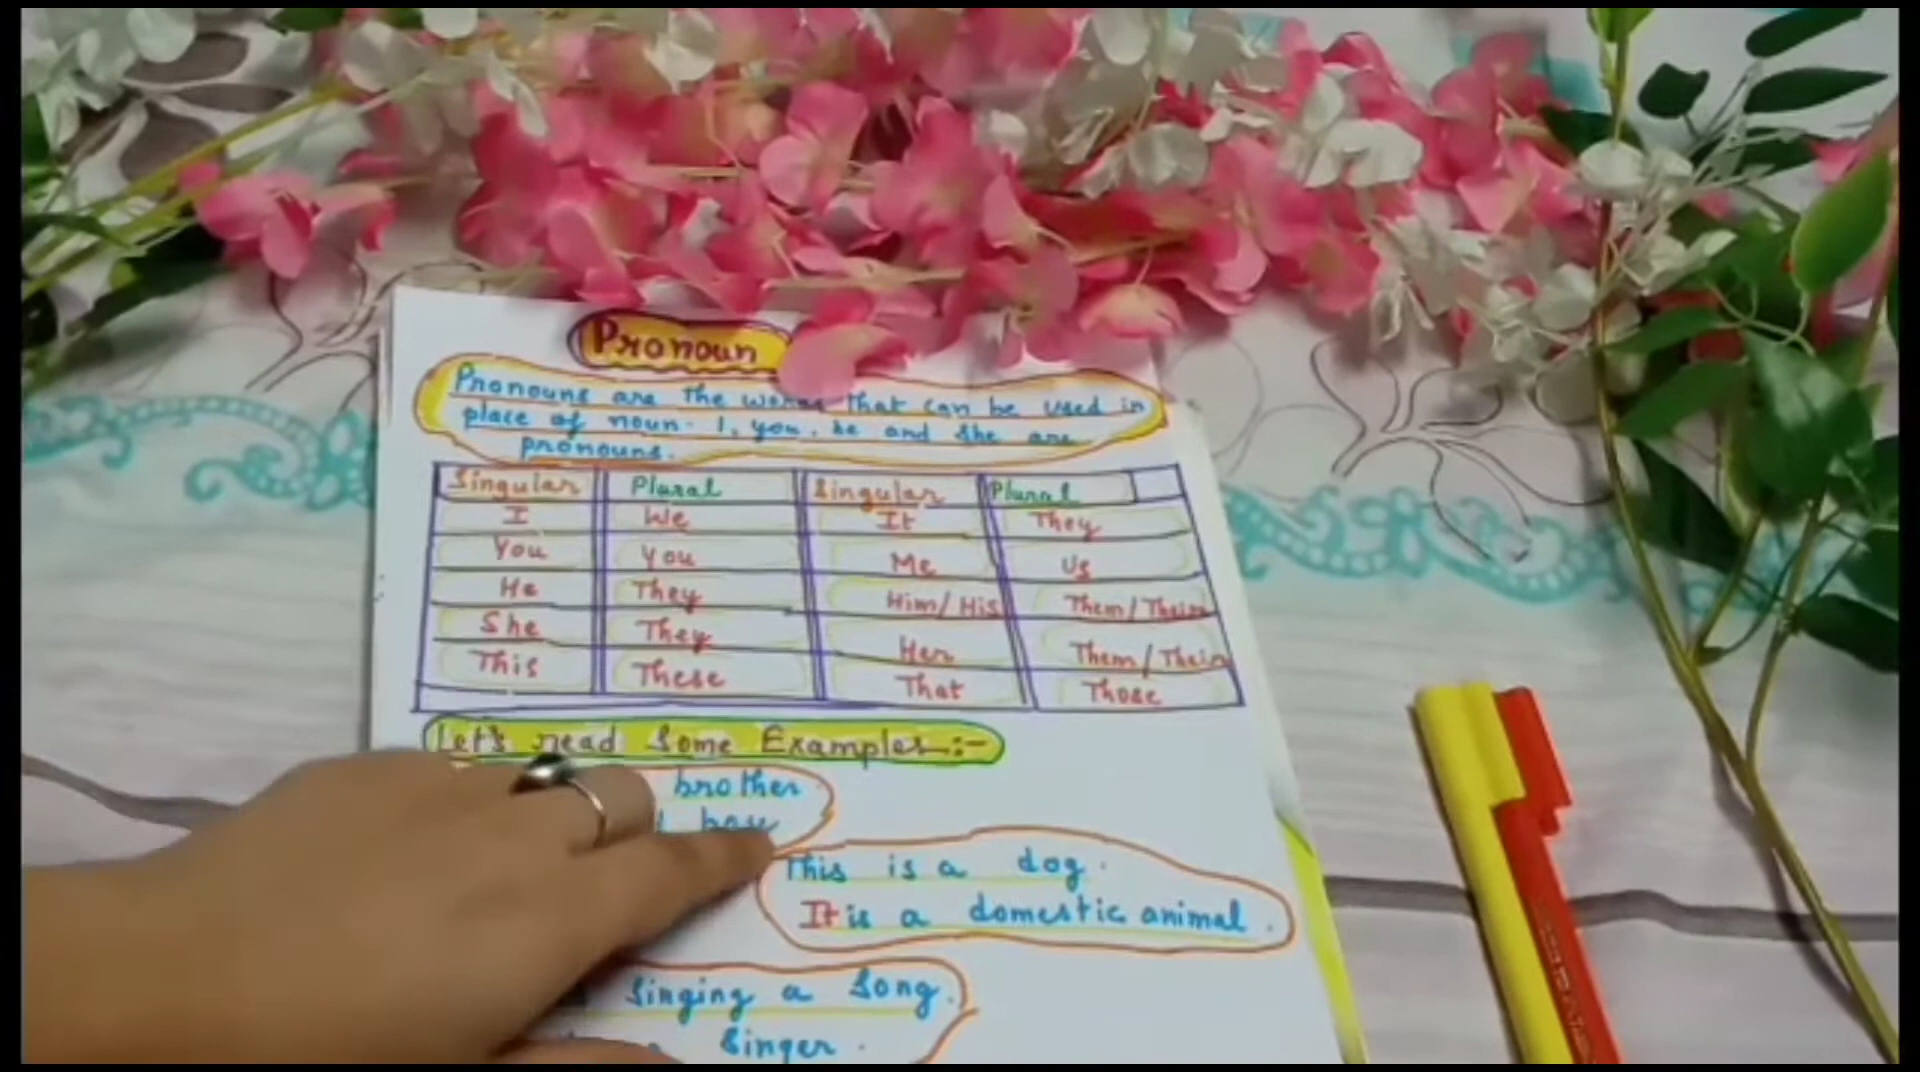 Pronoun
Pronouns are the words that can be used in
place of noun. I, you, he and she are
pronouns.
Singular Plural Singular Plural
I We It They
You You Me Us
He They Him/His Them/Their
She They Her Them/Their
This These That Those
Let's read some Examples:-
brother
boy
This is a dog.
It is a domestic animal.
singing a song.
singer.